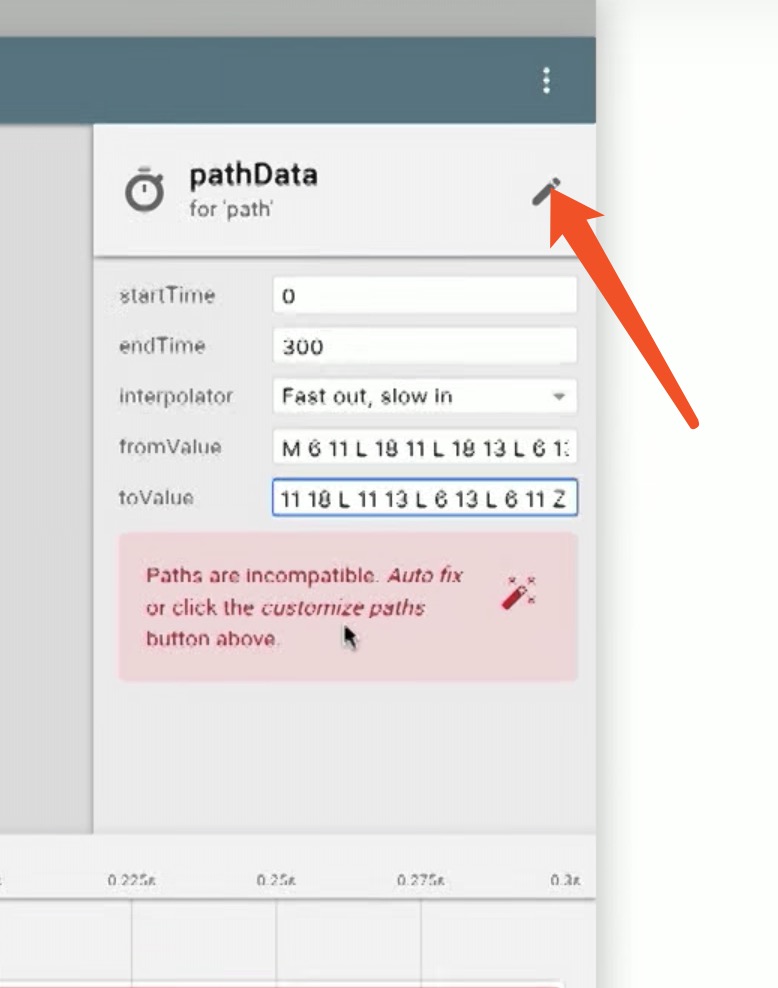 pathData
for 'path'
startTime
0
endTime
300
interpolator
Fast out, slow in
fromValue
M 6 11 L 18 11 L 18 13 L 6
toValue
11 18 L 11 13 L 6 13 L 6 11 Z
Paths are incompatible. Auto fix
or click the customize paths
button above.
0.225s
0.25s
0.275s
0.3s